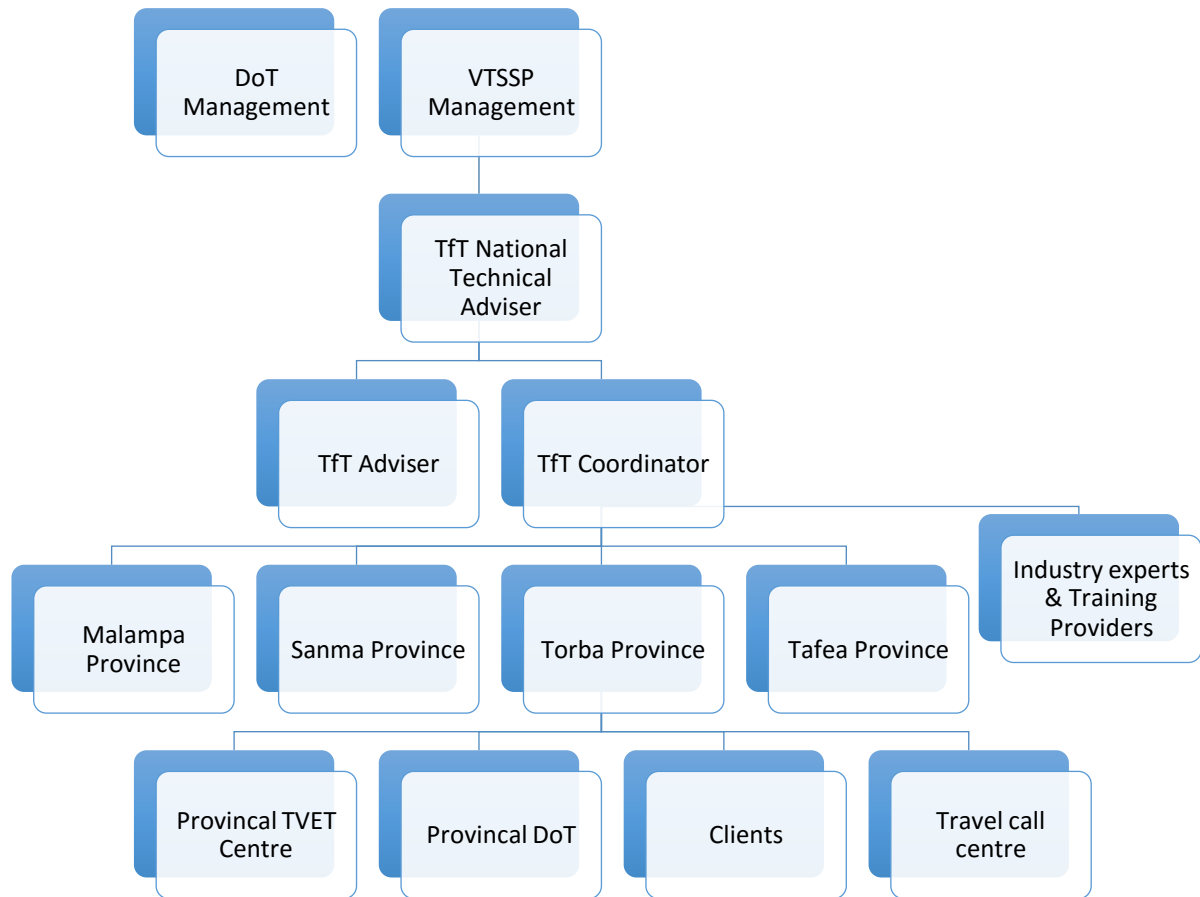 DoT
Management
VTSSP
Management
TfT National
Technical
Adviser
TfT Adviser
TfT Coordinator
Industry experts
& Training
Providers
Malampa
Province
Sanma Province
Torba Province
Tafea Province
Provincal TVET
Centre
Provincal DoT
Clients
Travel call
centre